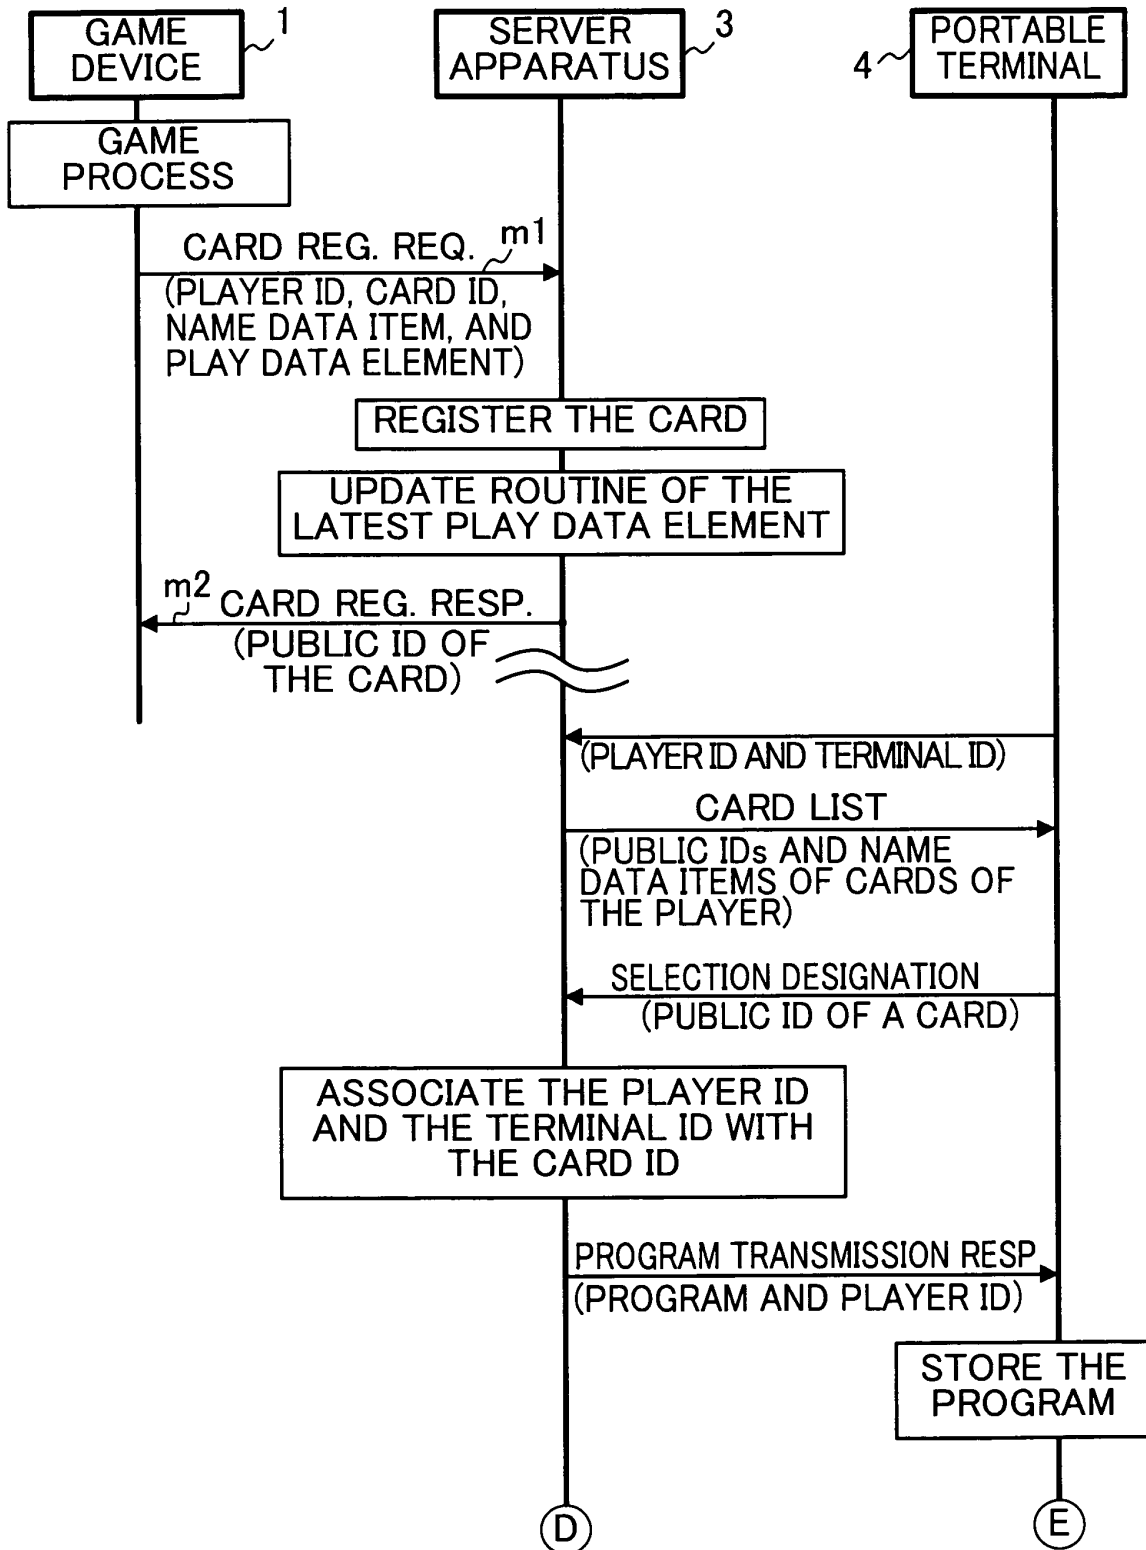 GAME
DEVICE
1
SERVER
APPARATUS
3
4
PORTABLE
TERMINAL
GAME
PROCESS
CARD REG. REQ.
m1
(PLAYER ID, CARD ID,
NAME DATA ITEM, AND
PLAY DATA ELEMENT)
REGISTER THE CARD
UPDATE ROUTINE OF THE
LATEST PLAY DATA ELEMENT
m2
CARD REG. RESP.
(PUBLIC ID OF
THE CARD)
(PLAYER ID AND TERMINAL ID)
CARD LIST
(PUBLIC IDs AND NAME
DATA ITEMS OF CARDS OF
THE PLAYER)
SELECTION DESIGNATION
(PUBLIC ID OF A CARD)
ASSOCIATE THE PLAYER ID
AND THE TERMINAL ID WITH
THE CARD ID
PROGRAM TRANSMISSION RESP
(PROGRAM AND PLAYER ID)
STORE THE
PROGRAM
D
E